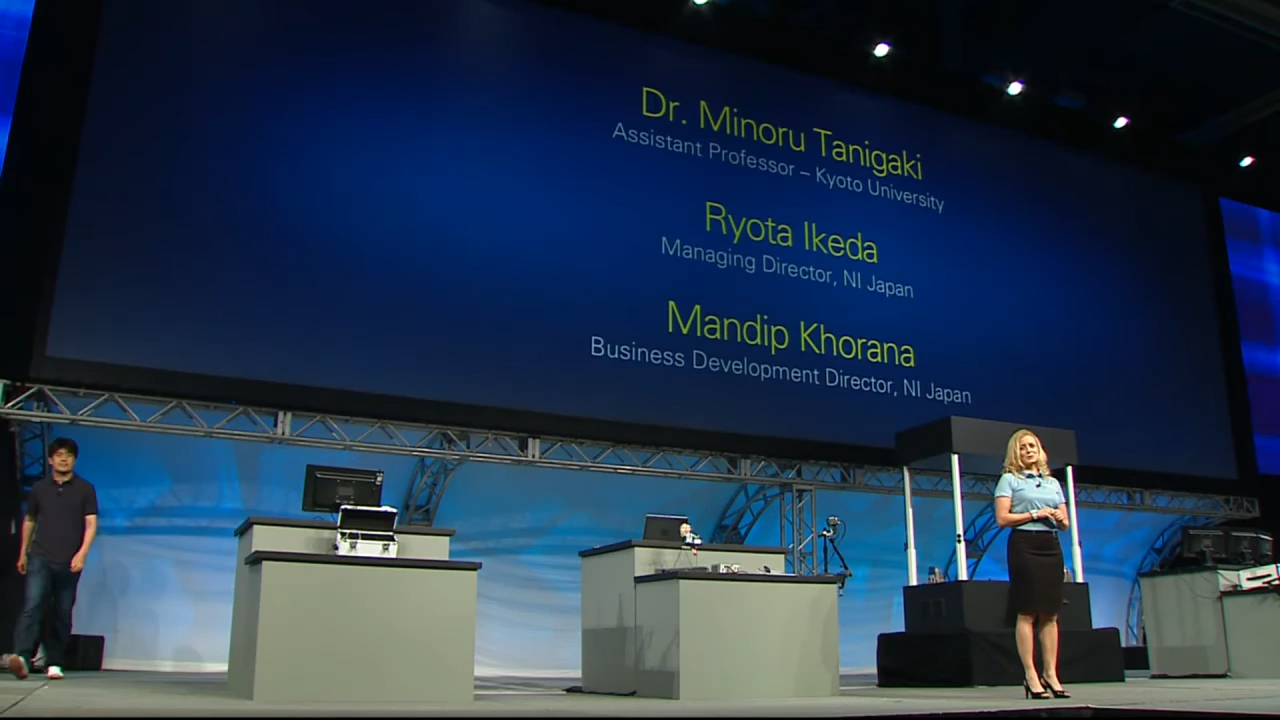 Dr. Minoru Tanigaki
Assistant Professor – Kyoto University
Ryota Ikeda
Managing Director, NI Japan
Mandip Khorana
Business Development Director, NI Japan